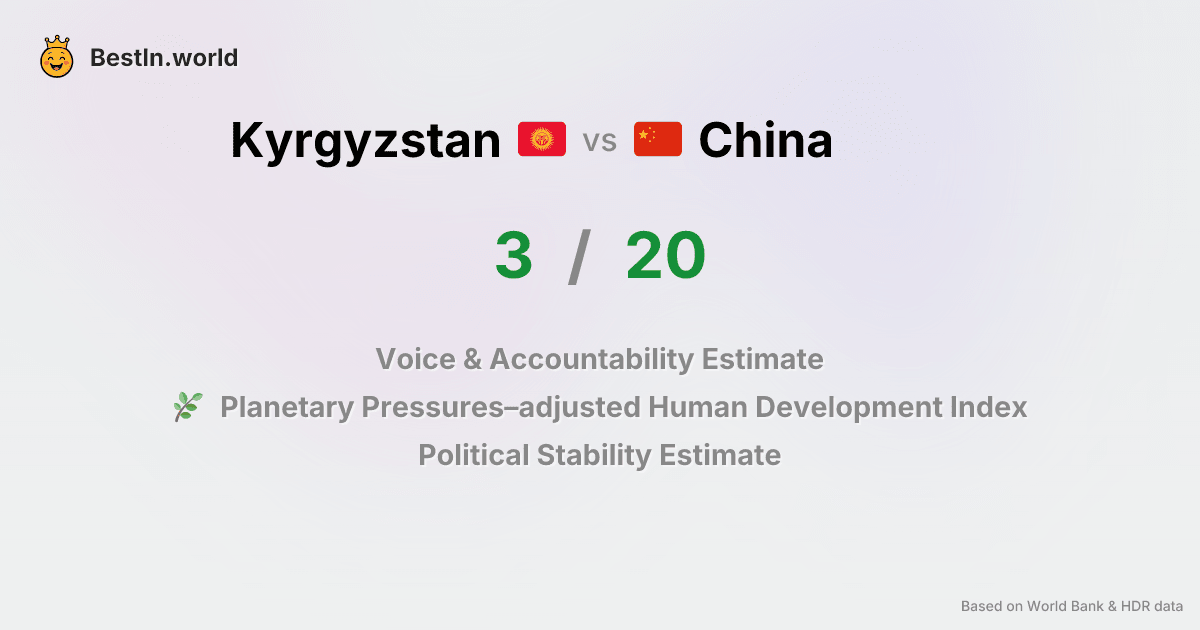 BestIn.world
Kyrgyzstan vs China
3 / 20
Voice & Accountability Estimate
Planetary Pressures–adjusted Human Development Index
Political Stability Estimate
Based on World Bank & HDR data